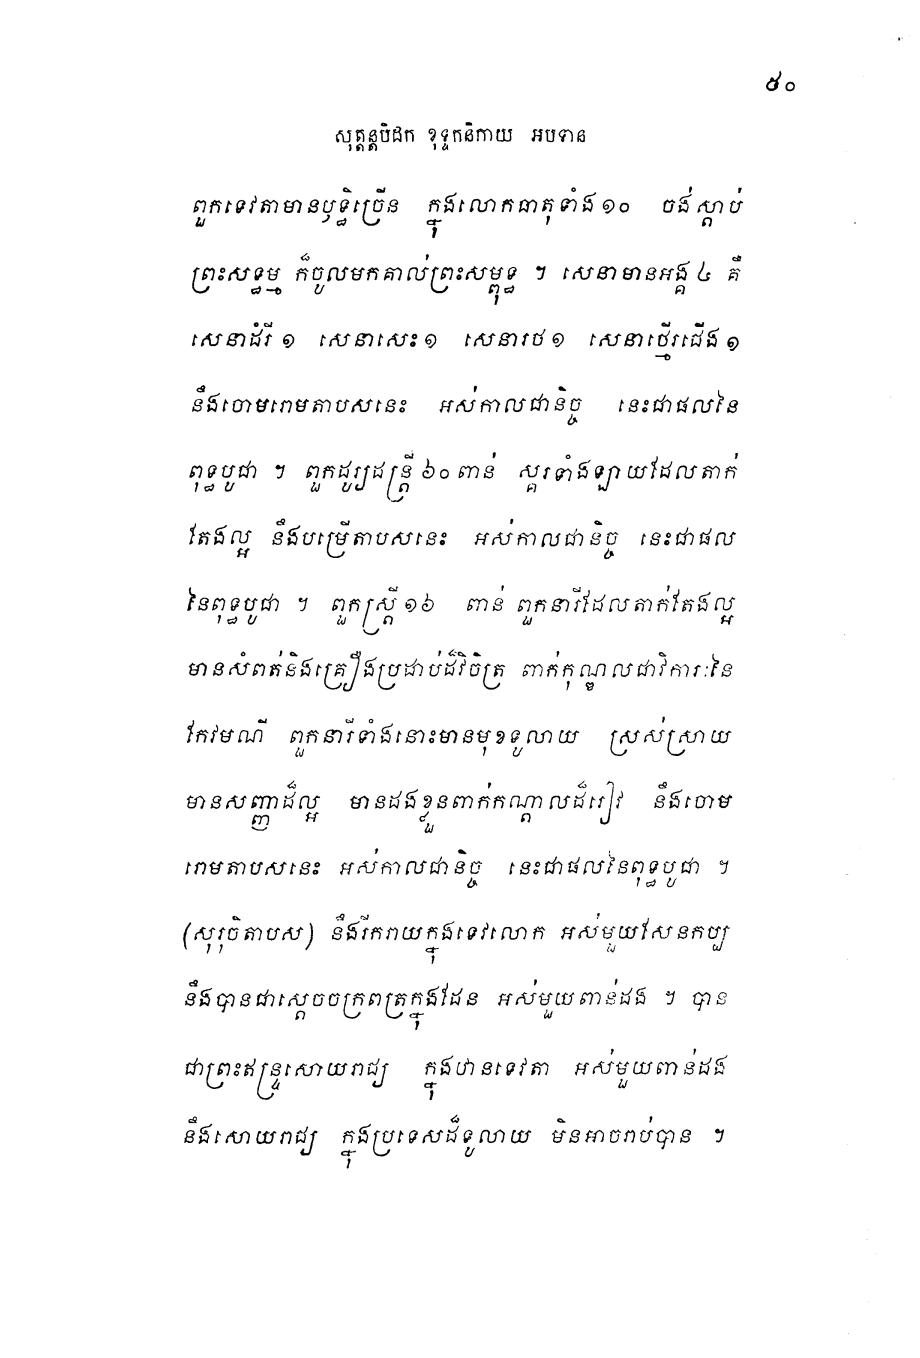 ៥០
សុត្តន្តបិដក ខុទ្ទកនិកាយ អបទាន
ពួកទេវតាមានឫទ្ធិច្រើន ក្នុងលោកធាតុទាំង១០ ចង់ស្តាប់
ព្រះសទ្ធម្ម ក៏ចូលមកគាល់ព្រះសម្ពុទ្ធ ។ សេនាមានអង្គ ៤ គឺ
សេនាដំរី ១ សេនាសេះ ១ សេនារថ ១ សេនាថ្មើរជើង ១
នឹងចោមរោមតាបសនេះ អស់កាលជានិច្ច នេះជាផលនៃ
ពុទ្ធបូជា ។ ពួកដូរ្យដន្ត្រី ៦០ ពាន់ ស្គរទាំងឡាយដែលតាក់
តែងល្អ នឹងបម្រើតាបសនេះ អស់កាលជានិច្ច នេះជាផល
នៃពុទ្ធបូជា ។ ពួកស្ត្រី ១៦ ពាន់ ពួកនារីដែលតាក់តែងល្អ
មានសំពត់និងគ្រឿងប្រដាប់ដ៏វិចិត្រ ពាក់កុណ្ឌលជាវិការៈនៃ
កែវមណី ពួកនារីទាំងនោះមានមុខទូលាយ ស្រស់ស្រាយ
មានសញ្ញាដ៏ល្អ មានដងខ្លួនពាក់កណ្តាលដ៏រៀវ នឹងចោម
រោមតាបសនេះ អស់កាលជានិច្ច នេះជាផលនៃពុទ្ធបូជា ។
(សុរុចិតាបស) នឹងរីករាយក្នុងទេវលោក អស់មួយសែនកប្ប
នឹងបានជាស្តេចចក្រពត្រក្នុងដែន អស់មួយពាន់ដង ។ បាន
ជាព្រះឥន្ទ្រសោយរាជ្យ ក្នុងឋានទេវតា អស់មួយពាន់ដង
នឹងសោយរាជ្យ ក្នុងប្រទេសដ៏ទូលាយ មិនអាចរាប់បាន ។